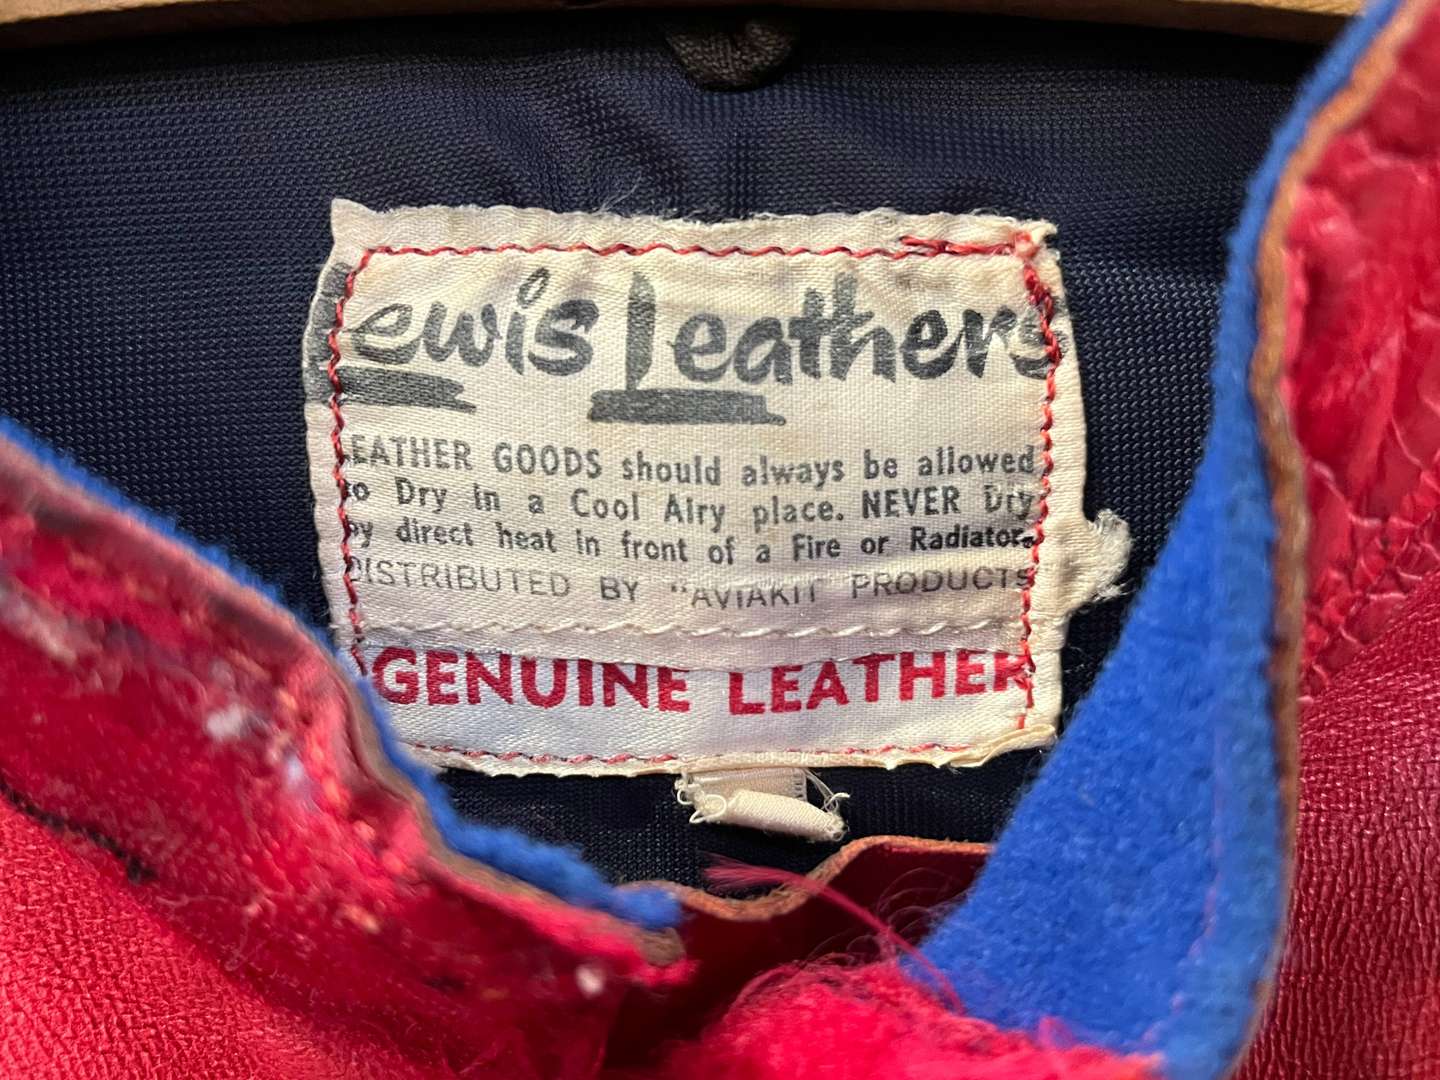 Lewis Leathers
LEATHER GOODS should always be allowed
to Dry in a Cool Airy place. NEVER Dry
by direct heat in front of a Fire or Radiator.
DISTRIBUTED BY "AVIAKIT PRODUCTS
GENUINE LEATHER